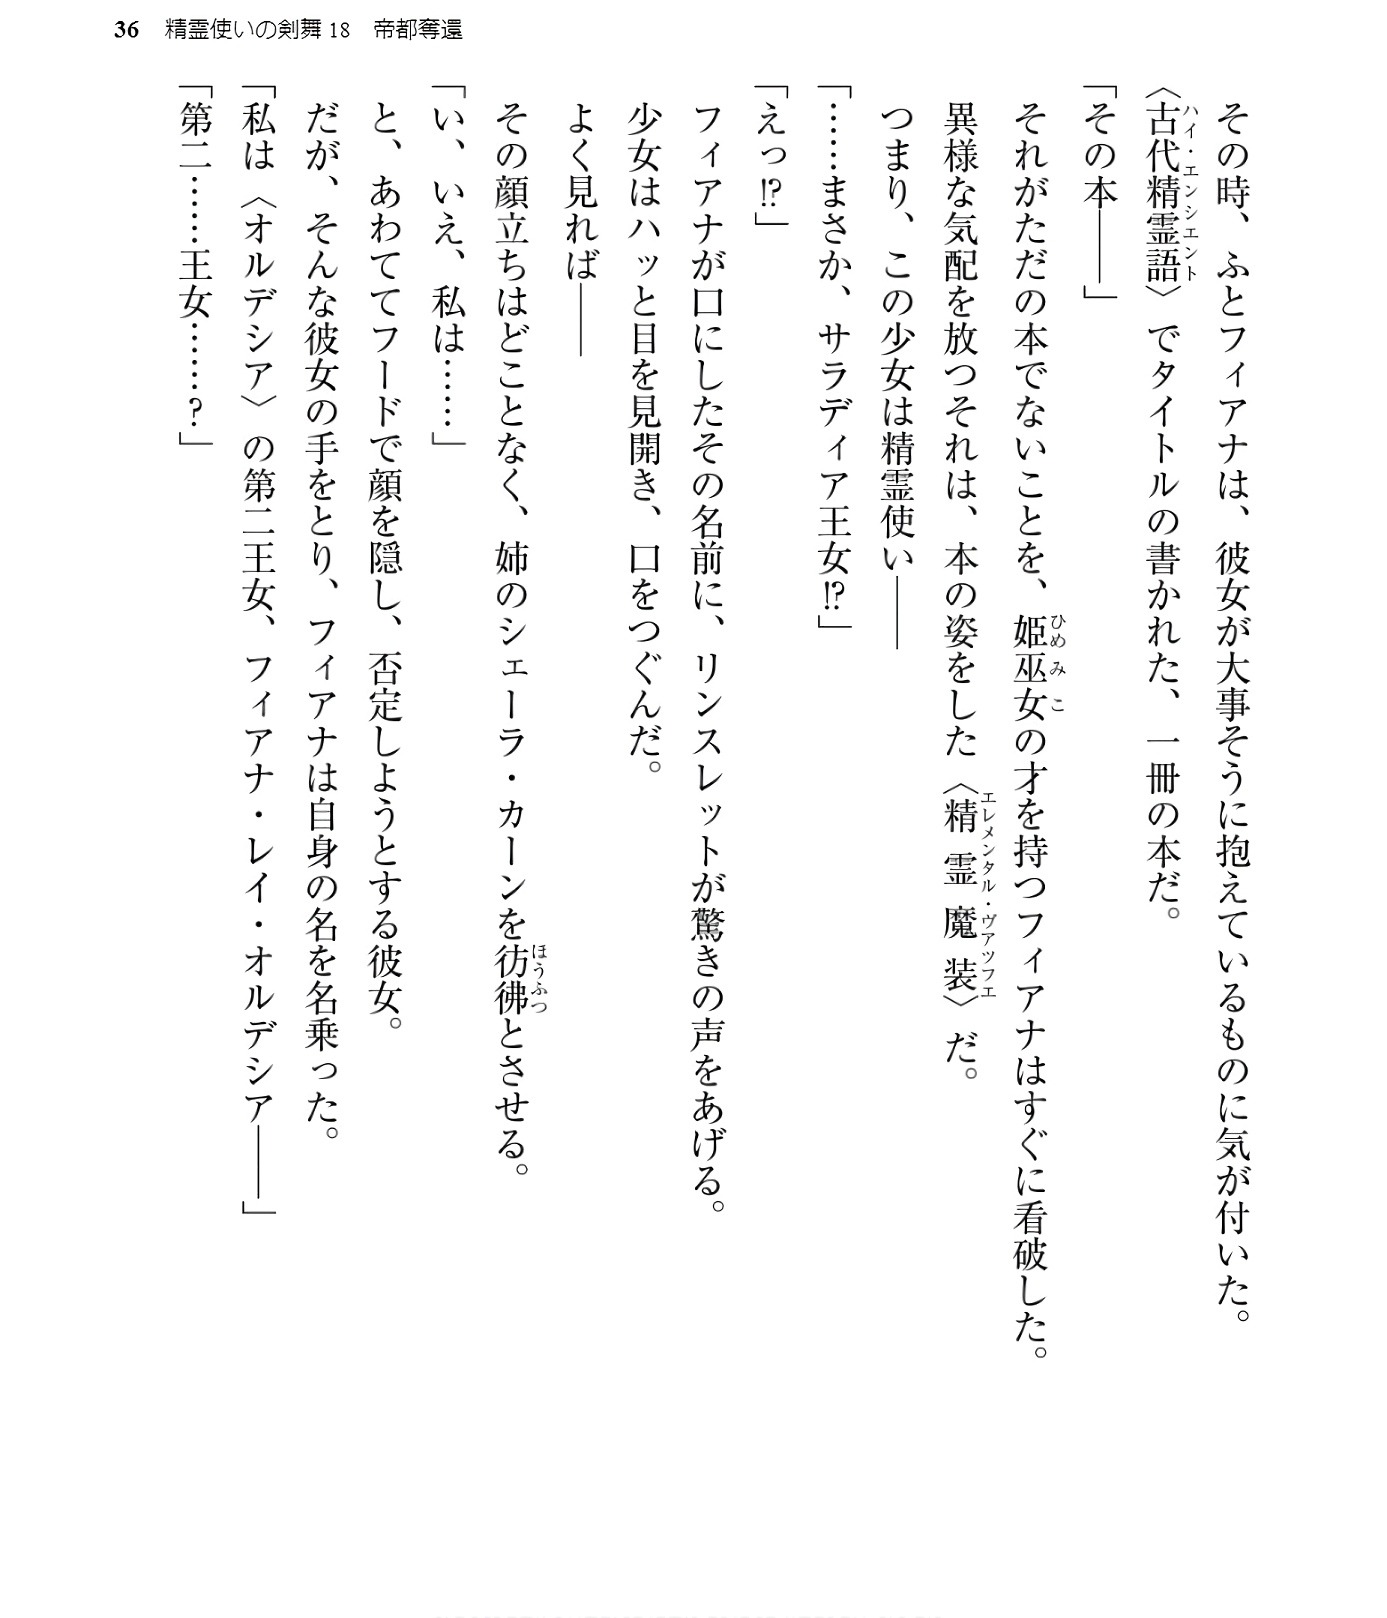 36 精霊使いの剣舞18 帝都奪還
その時、ふとフィアナは、彼女が大事そうに抱えているものに気が付いた。
〈古代精霊語〉でタイトルの書かれた、一冊の本だ。
ハイ・エンシェント
「その本――」
それがただの本でないことを、姫巫女の才を持つフィアナはすぐに看破した。
ひめみこ
異様な気配を放つそれは、本の姿をした〈精霊魔装〉だ。
エレメンタル・ヴァッフェ
つまり、この少女は精霊使い――
「……まさか、サラディア王女!?」
「えっ!?」
フィアナが口にしたその名前に、リンスレットが驚きの声をあげる。
少女はハッと目を見開き、口をつぐんだ。
よく見れば――
その顔立ちはどことなく、姉のシェーラ・カーンを彷彿とさせる。
ほうふつ
「い、いえ、私は……」
と、あわててフードで顔を隠し、否定しようとする彼女。
だが、そんな彼女の手をとり、フィアナは自身の名を名乗った。
「私は〈オルデシア〉の第二王女、フィアナ・レイ・オルデシア――」
「第二……王女……?」